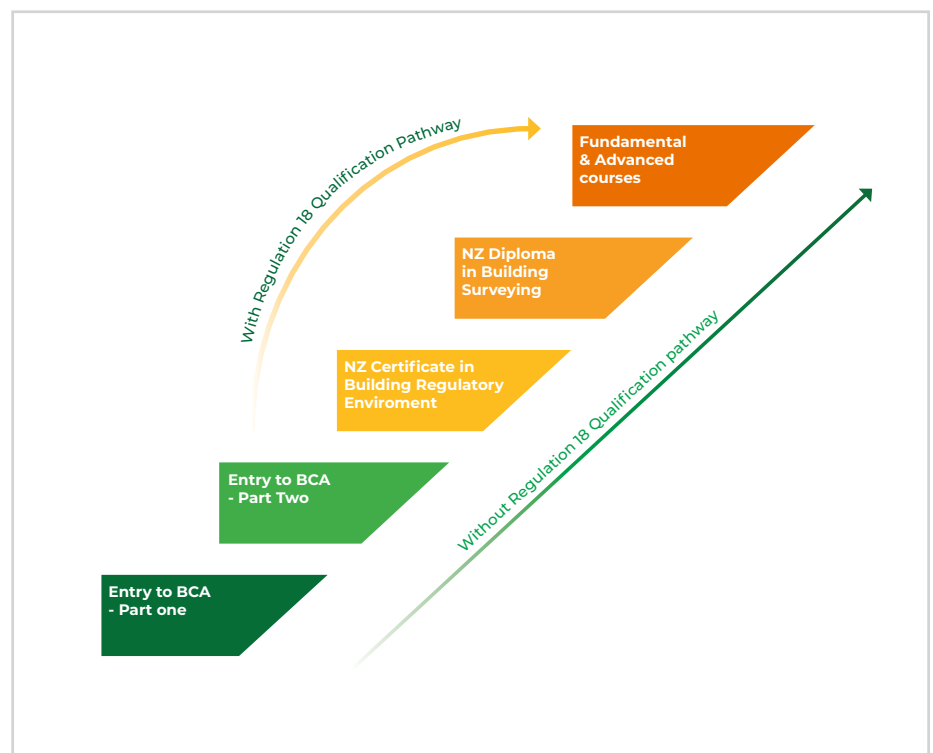 With Regulation 18 Qualification Pathway
Fundamental
& Advanced
courses
NZ Diploma
in Building
Surveying
NZ Certificate in
Building Regulatory
Enviroment
Without Regulation 18 Qualification pathway
Entry to BCA
- Part Two
Entry to BCA
- Part one